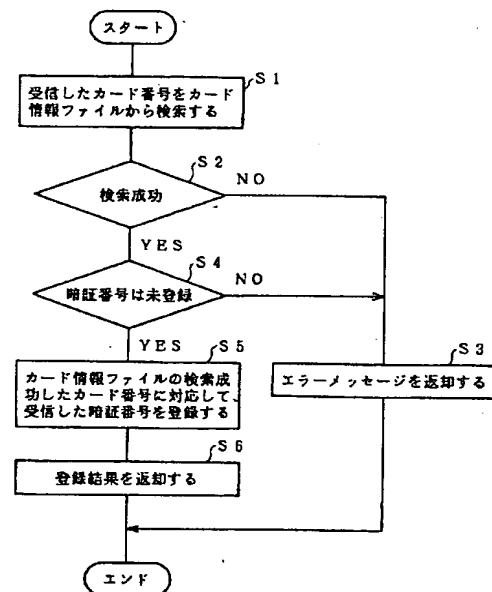 スタート
S1
受信したカード番号をカード
情報ファイルから検索する
S2
検索成功
NO
YES
S4
暗証番号は未登録
NO
YES
S5
カード情報ファイルの検索成
功したカード番号に対応して、
受信した暗証番号を登録する
S3
エラーメッセージを返却する
S6
登録結果を返却する
エンド